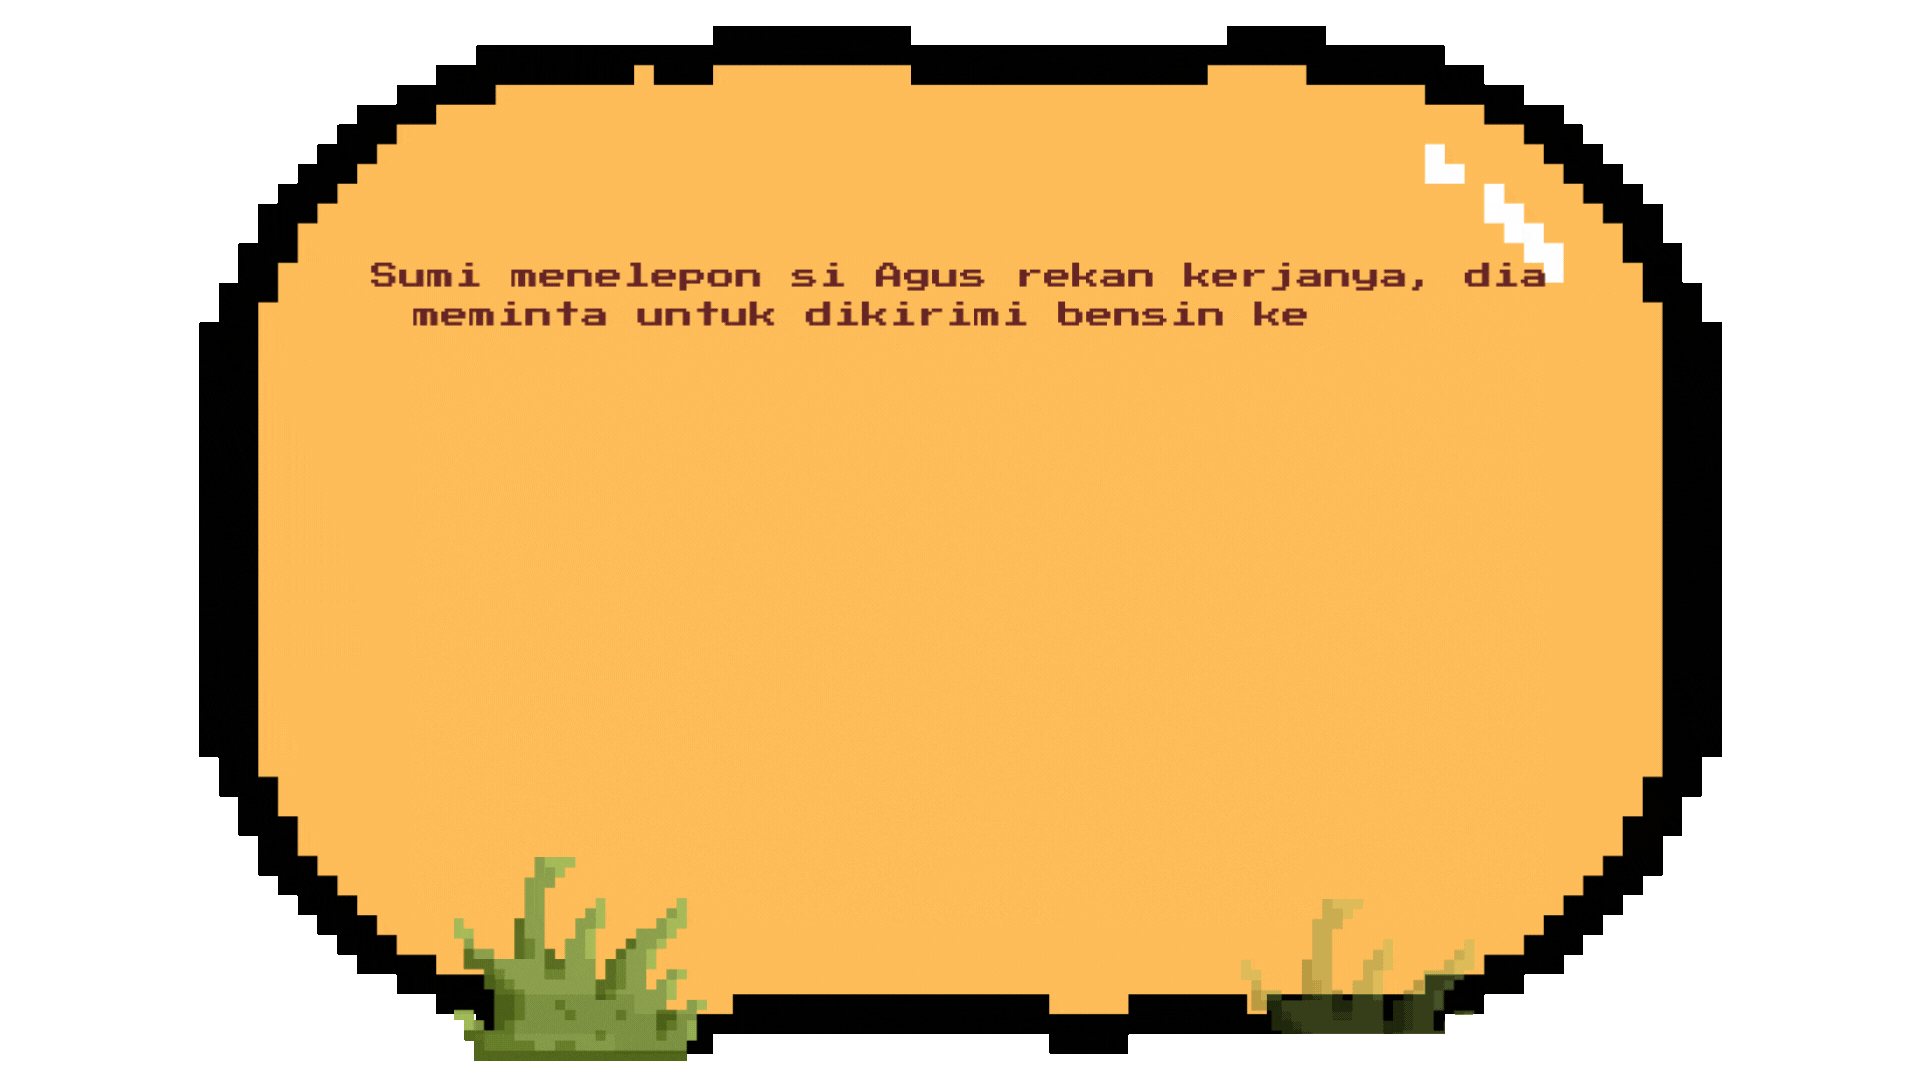 Sumi menelepon si Agus rekan kerjanya, dia
meminta untuk dikirimi bensin ke